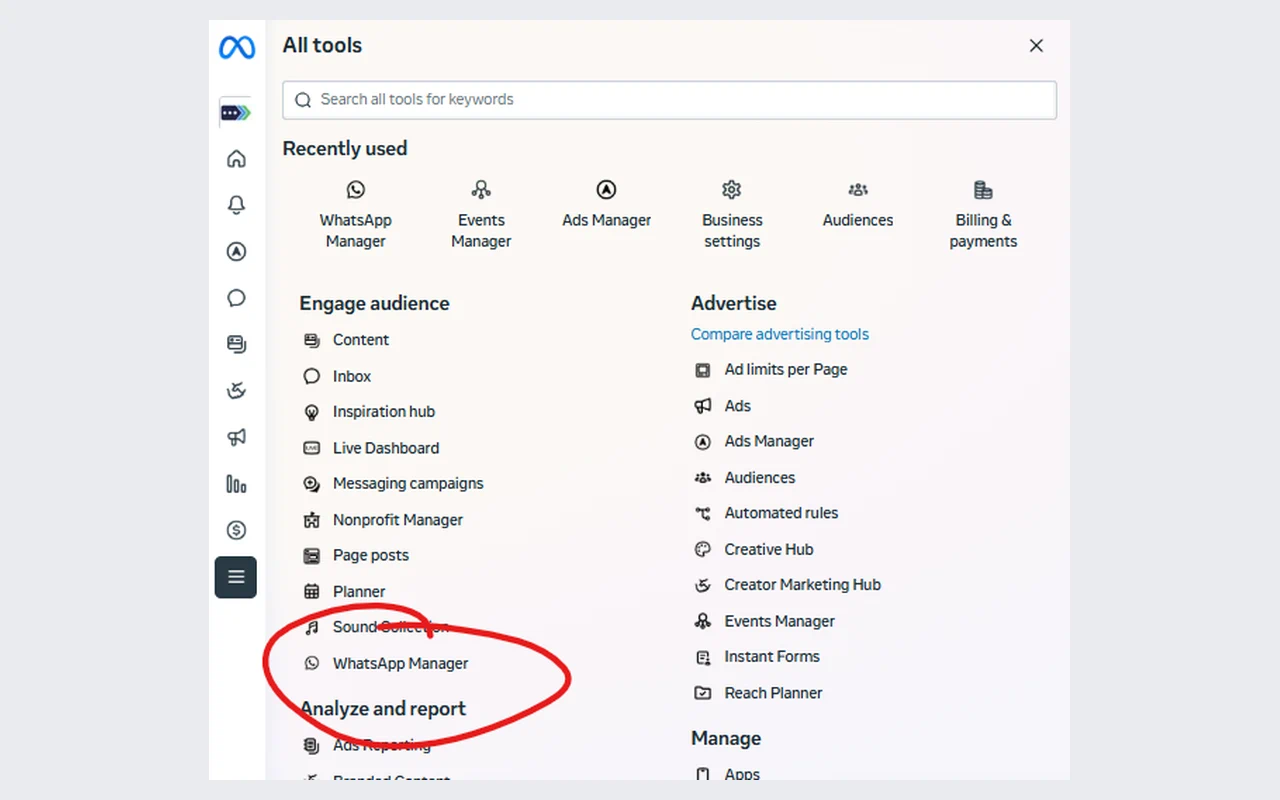 All tools
Search all tools for keywords
Recently used
WhatsApp Manager
Events Manager
Ads Manager
Business settings
Audiences
Billing & payments
Engage audience
Content
Inbox
Inspiration hub
LIVE Live Dashboard
Messaging campaigns
Nonprofit Manager
Page posts
Planner
Sound Collection
WhatsApp Manager
Analyze and report
Ads Reporting
Branded Content
Advertise
Compare advertising tools
Ad limits per Page
Ads
Ads Manager
Audiences
Automated rules
Creative Hub
Creator Marketing Hub
Events Manager
Instant Forms
Reach Planner
Manage
Apps